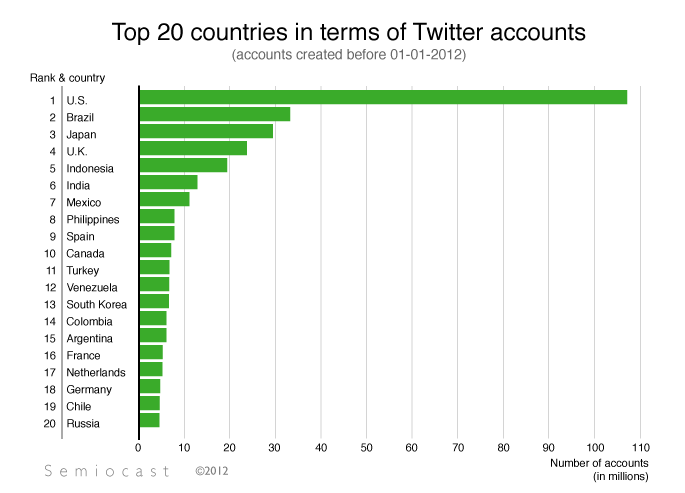 Top 20 countries in terms of Twitter accounts
(accounts created before 01-01-2012)
Rank & country
1 U.S.
2 Brazil
3 Japan
4 U.K.
5 Indonesia
6 India
7 Mexico
8 Philippines
9 Spain
10 Canada
11 Turkey
12 Venezuela
13 South Korea
14 Colombia
15 Argentina
16 France
17 Netherlands
18 Germany
19 Chile
20 Russia
0 10 20 30 40 50 60 70 80 90 100 110
Number of accounts
(in millions)
Semiocast ©2012